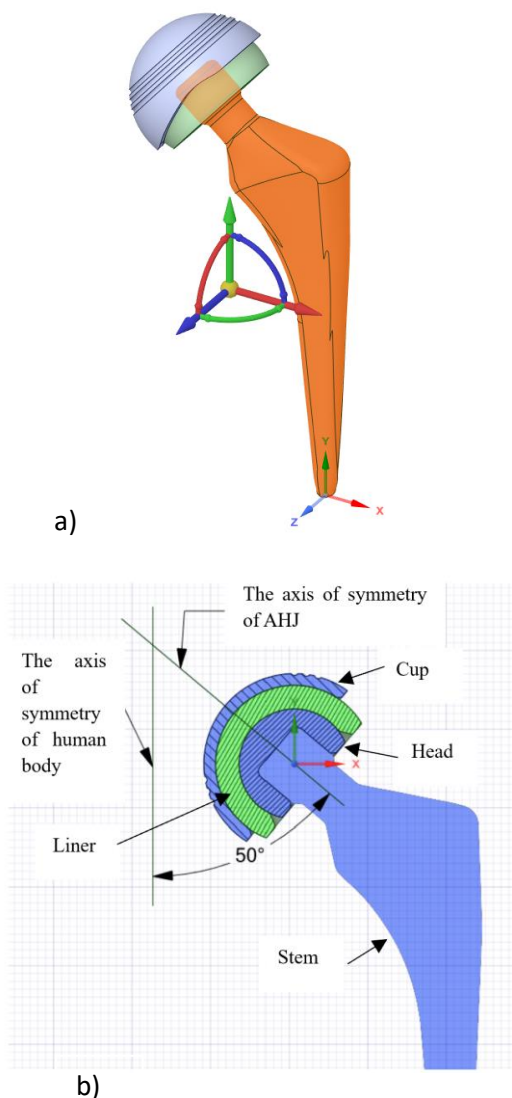 Y
Z
X
a)
The axis of symmetry
of AHJ
The axis
of
symmetry
of human
body
Cup
Head
X
Liner
50°
Stem
b)